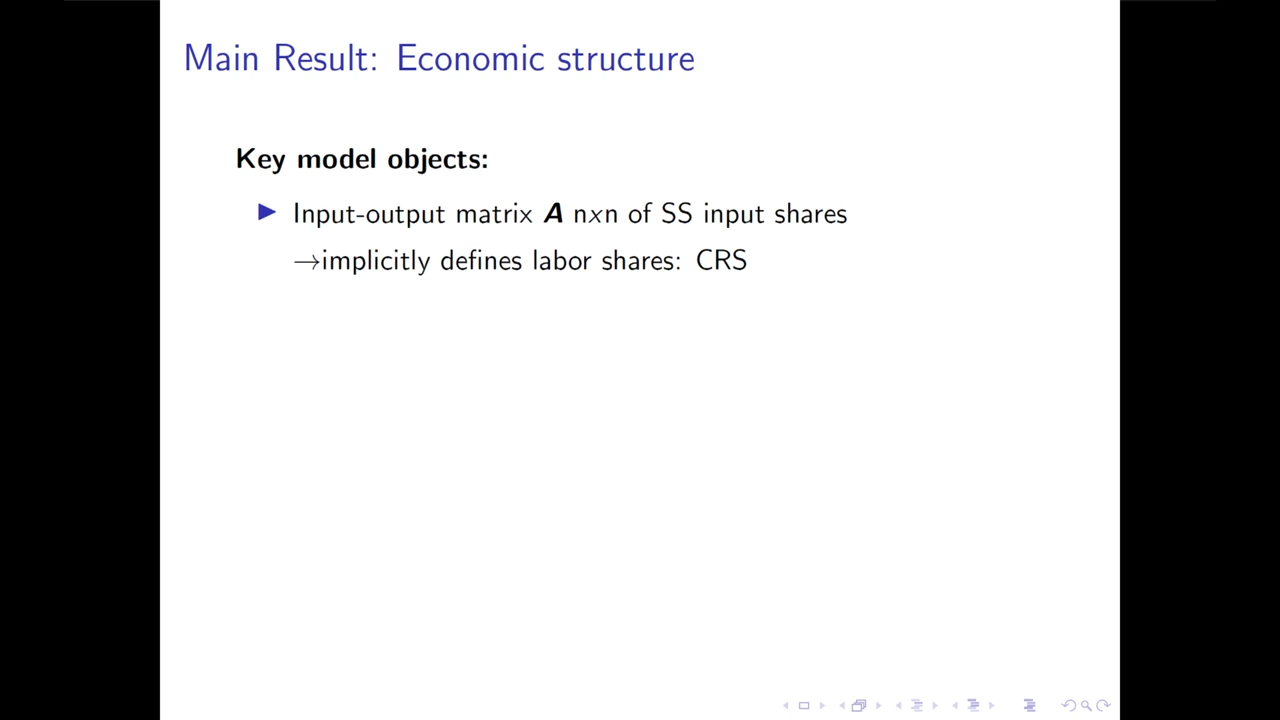 Main Result: Economic structure
Key model objects:
▶ Input-output matrix A nxn of SS input shares
→implicitly defines labor shares: CRS